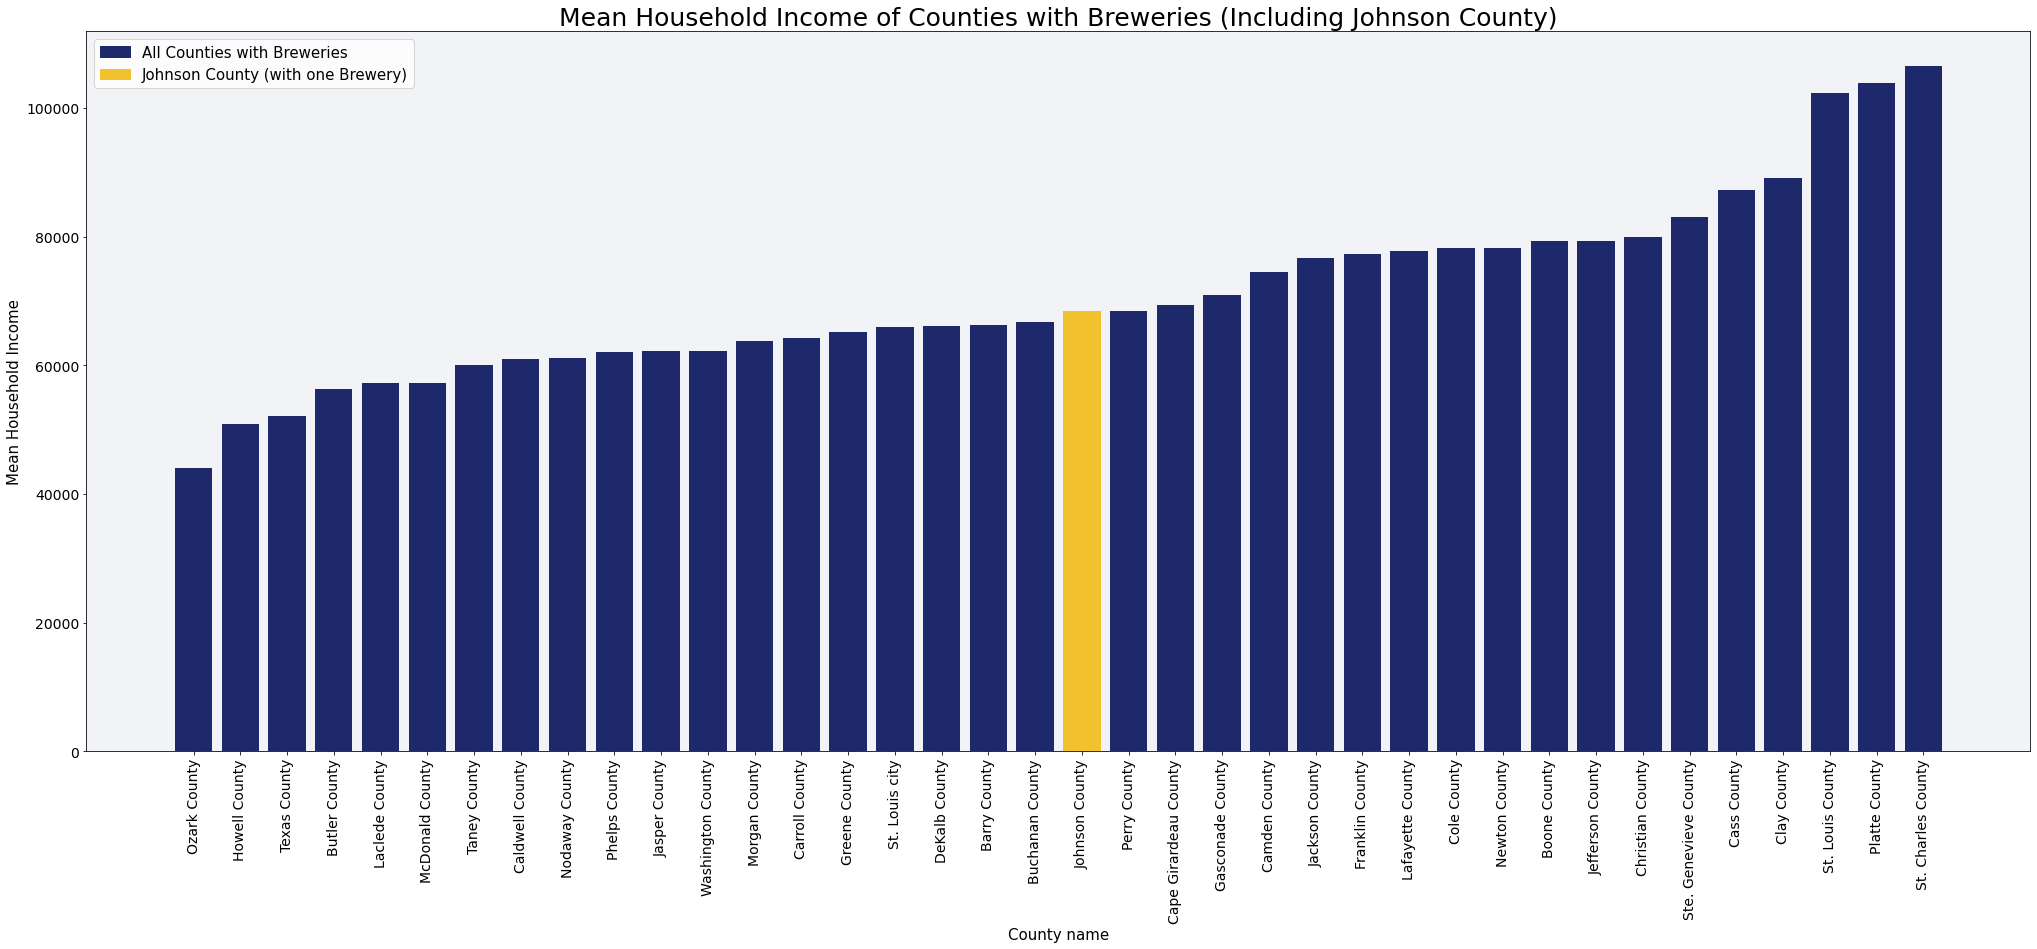 Mean Household Income of Counties with Breweries (Including Johnson County)
All Counties with Breweries
Johnson County (with one Brewery)
Mean Household Income
100000
80000
60000
40000
20000
0
Ozark County
Howell County
Texas County
Butler County
Laclede County
McDonald County
Taney County
Caldwell County
Nodaway County
Phelps County
Jasper County
Washington County
Morgan County
Carroll County
Greene County
St. Louis city
DeKalb County
Barry County
Buchanan County
Johnson County
Perry County
Cape Girardeau County
Gasconade County
Camden County
Jackson County
Franklin County
Lafayette County
Cole County
Newton County
Boone County
Jefferson County
Christian County
Ste. Genevieve County
Cass County
Clay County
St. Louis County
Platte County
St. Charles County
County name